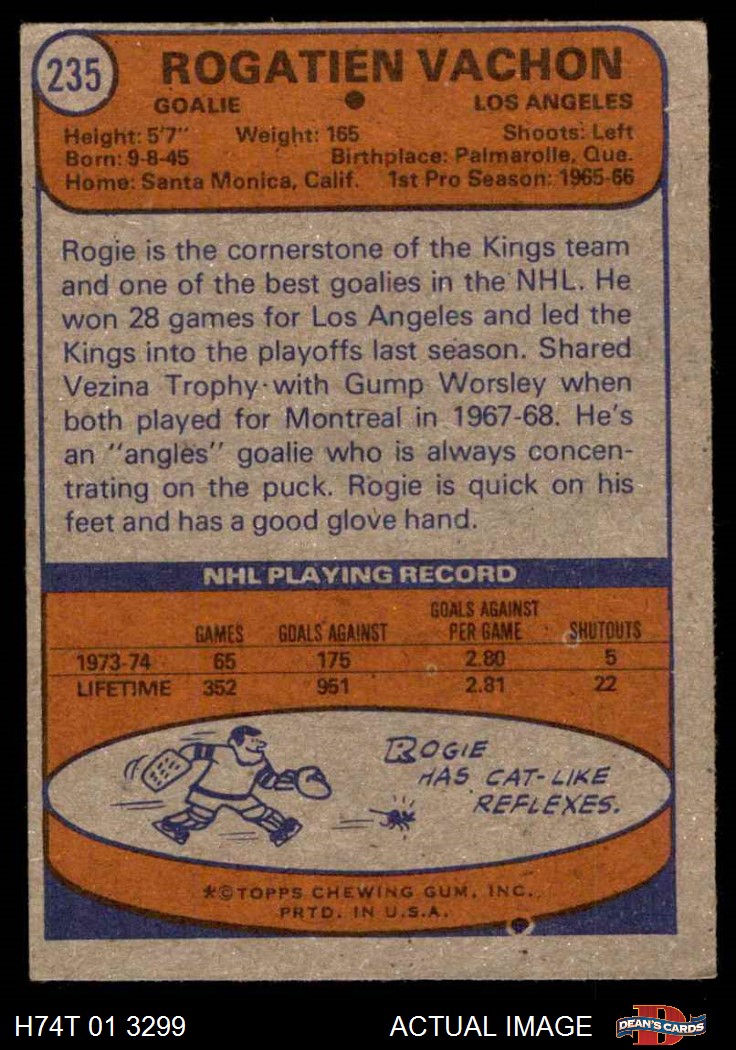 235
ROGATIEN VACHON
GOALIE LOS ANGELES
Height: 5'7" Weight: 165 Shoots: Left
Born: 9-8-45 Birthplace: Palmarolle, Que.
Home: Santa Monica, Calif. 1st Pro Season: 1965-66
Rogie is the cornerstone of the Kings team
and one of the best goalies in the NHL. He
won 28 games for Los Angeles and led the
Kings into the playoffs last season. Shared
Vezina Trophy with Gump Worsley when
both played for Montreal in 1967-68. He's
an "angles" goalie who is always concen-
trating on the puck. Rogie is quick on his
feet and has a good glove hand.
NHL PLAYING RECORD
GAMES GOALS AGAINST GOALS AGAINST PER GAME SHUTOUTS
1973-74 65 175 2.80 5
LIFETIME 352 951 2.81 22
ROGIE
HAS CAT-LIKE
REFLEXES.
*©TOPPS CHEWING GUM, INC.
PRTD. IN U.S.A.
H74T 01 3299 ACTUAL IMAGE D DEAN'S CARDS